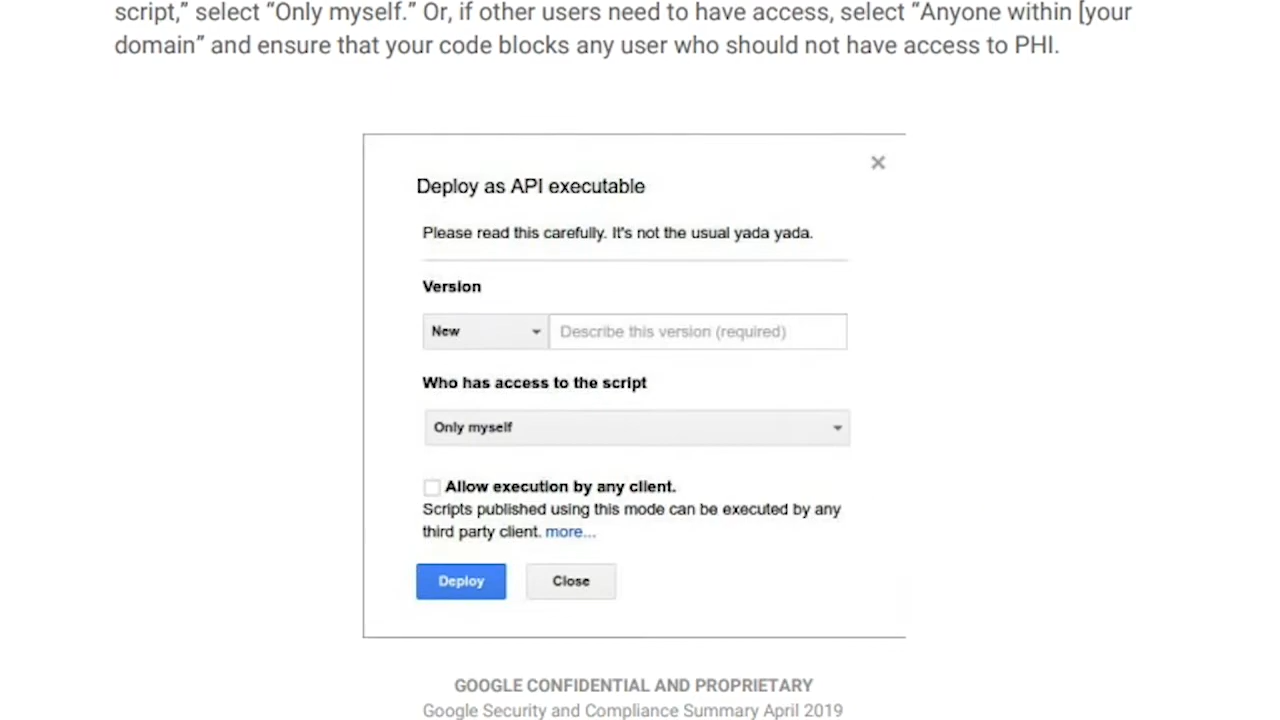 script,” select “Only myself.” Or, if other users need to have access, select “Anyone within [your
domain” and ensure that your code blocks any user who should not have access to PHI.
Deploy as API executable
Please read this carefully. It's not the usual yada yada.
Version
New
Describe this version (required)
Who has access to the script
Only myself
Allow execution by any client.
Scripts published using this mode can be executed by any
third party client. more...
Deploy
Close
GOOGLE CONFIDENTIAL AND PROPRIETARY
Google Security and Compliance Summary April 2019